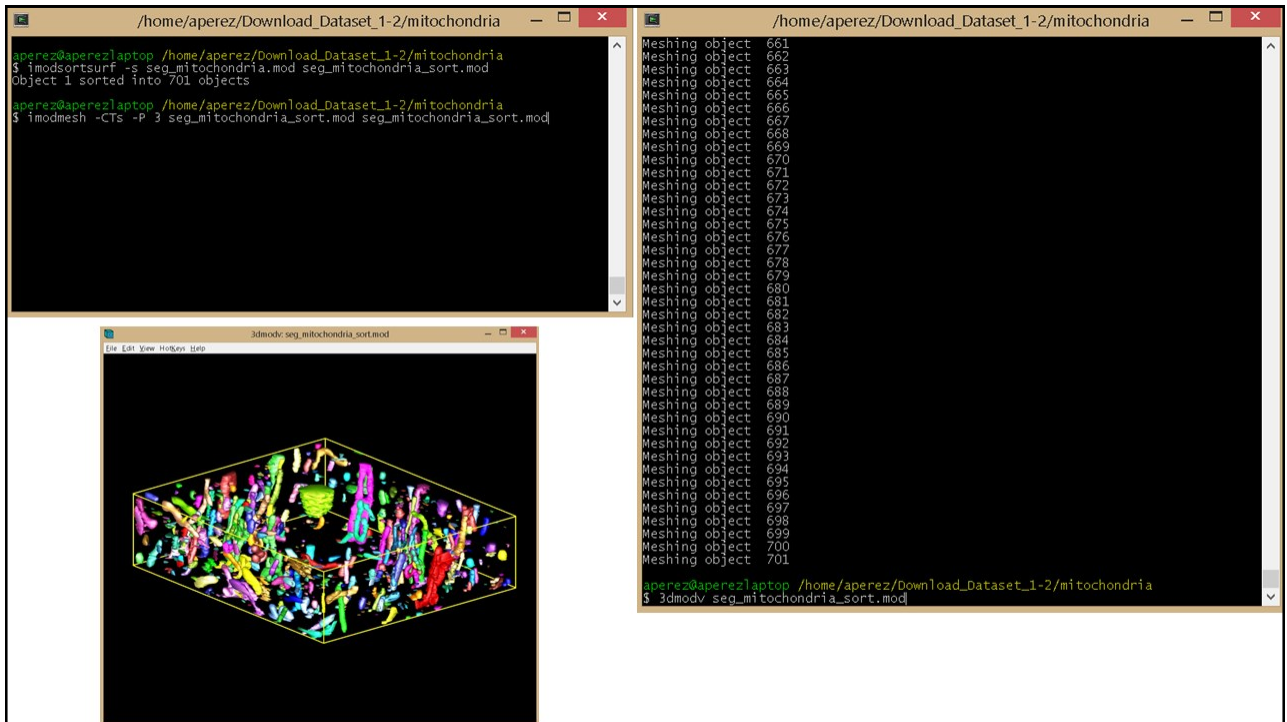 /home/aperez/Download_Dataset_1-2/mitochondria
aperez@aperezlaptop /home/aperez/Download_Dataset_1-2/mitochondria
$ imodsortsurf -s seg_mitochondria.mod seg_mitochondria_sort.mod
Object 1 sorted into 701 objects
aperez@aperezlaptop /home/aperez/Download_Dataset_1-2/mitochondria
$ imodmesh -CTs -P 3 seg_mitochondria_sort.mod seg_mitochondria_sort.mod
3dmodv: seg_mitochondria_sort.mod
File Edit View HotKeys Help
/home/aperez/Download_Dataset_1-2/mitochondria
Meshing object 661
Meshing object 662
Meshing object 663
Meshing object 664
Meshing object 665
Meshing object 666
Meshing object 667
Meshing object 668
Meshing object 669
Meshing object 670
Meshing object 671
Meshing object 672
Meshing object 673
Meshing object 674
Meshing object 675
Meshing object 676
Meshing object 677
Meshing object 678
Meshing object 679
Meshing object 680
Meshing object 681
Meshing object 682
Meshing object 683
Meshing object 684
Meshing object 685
Meshing object 686
Meshing object 687
Meshing object 688
Meshing object 689
Meshing object 690
Meshing object 691
Meshing object 692
Meshing object 693
Meshing object 694
Meshing object 695
Meshing object 696
Meshing object 697
Meshing object 698
Meshing object 699
Meshing object 700
Meshing object 701
aperez@aperezlaptop /home/aperez/Download_Dataset_1-2/mitochondria
$ 3dmodv seg_mitochondria_sort.mod